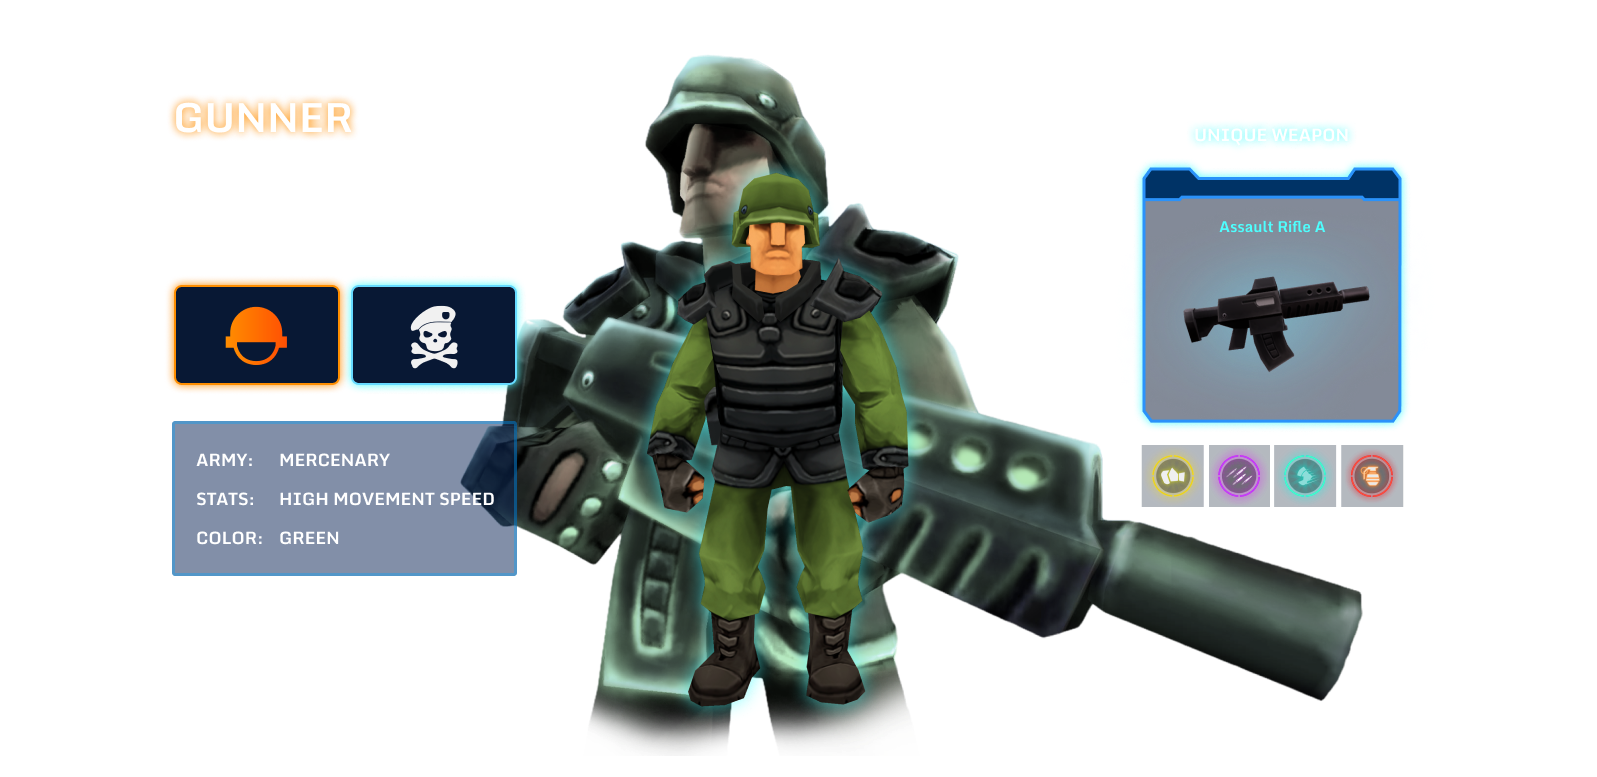 GUNNER
UNIQUE WEAPON
Assault Rifle A
ARMY: MERCENARY
STATS: HIGH MOVEMENT SPEED
COLOR: GREEN